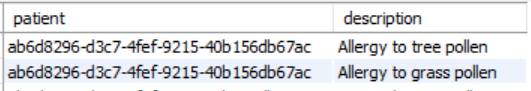 patient description
ab6d8296-d3c7-4fef-9215-40b156db67ac Allergy to tree pollen
ab6d8296-d3c7-4fef-9215-40b156db67ac Allergy to grass pollen